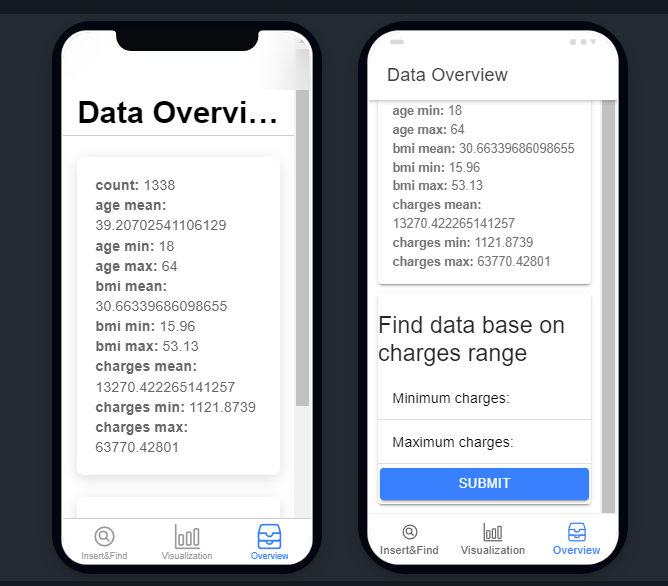 Data Overvi...
count: 1338
age mean:
39.20702541106129
age min: 18
age max: 64
bmi mean:
30.66339686098655
bmi min: 15.96
bmi max: 53.13
charges mean:
13270.422265141257
charges min: 1121.8739
charges max:
63770.42801
Insert&Find
Visualization
Overview
Data Overview
age min: 18
age max: 64
bmi mean: 30.66339686098655
bmi min: 15.96
bmi max: 53.13
charges mean:
13270.422265141257
charges min: 1121.8739
charges max: 63770.42801
Find data base on
charges range
Minimum charges:
Maximum charges:
SUBMIT
Insert&Find
Visualization
Overview